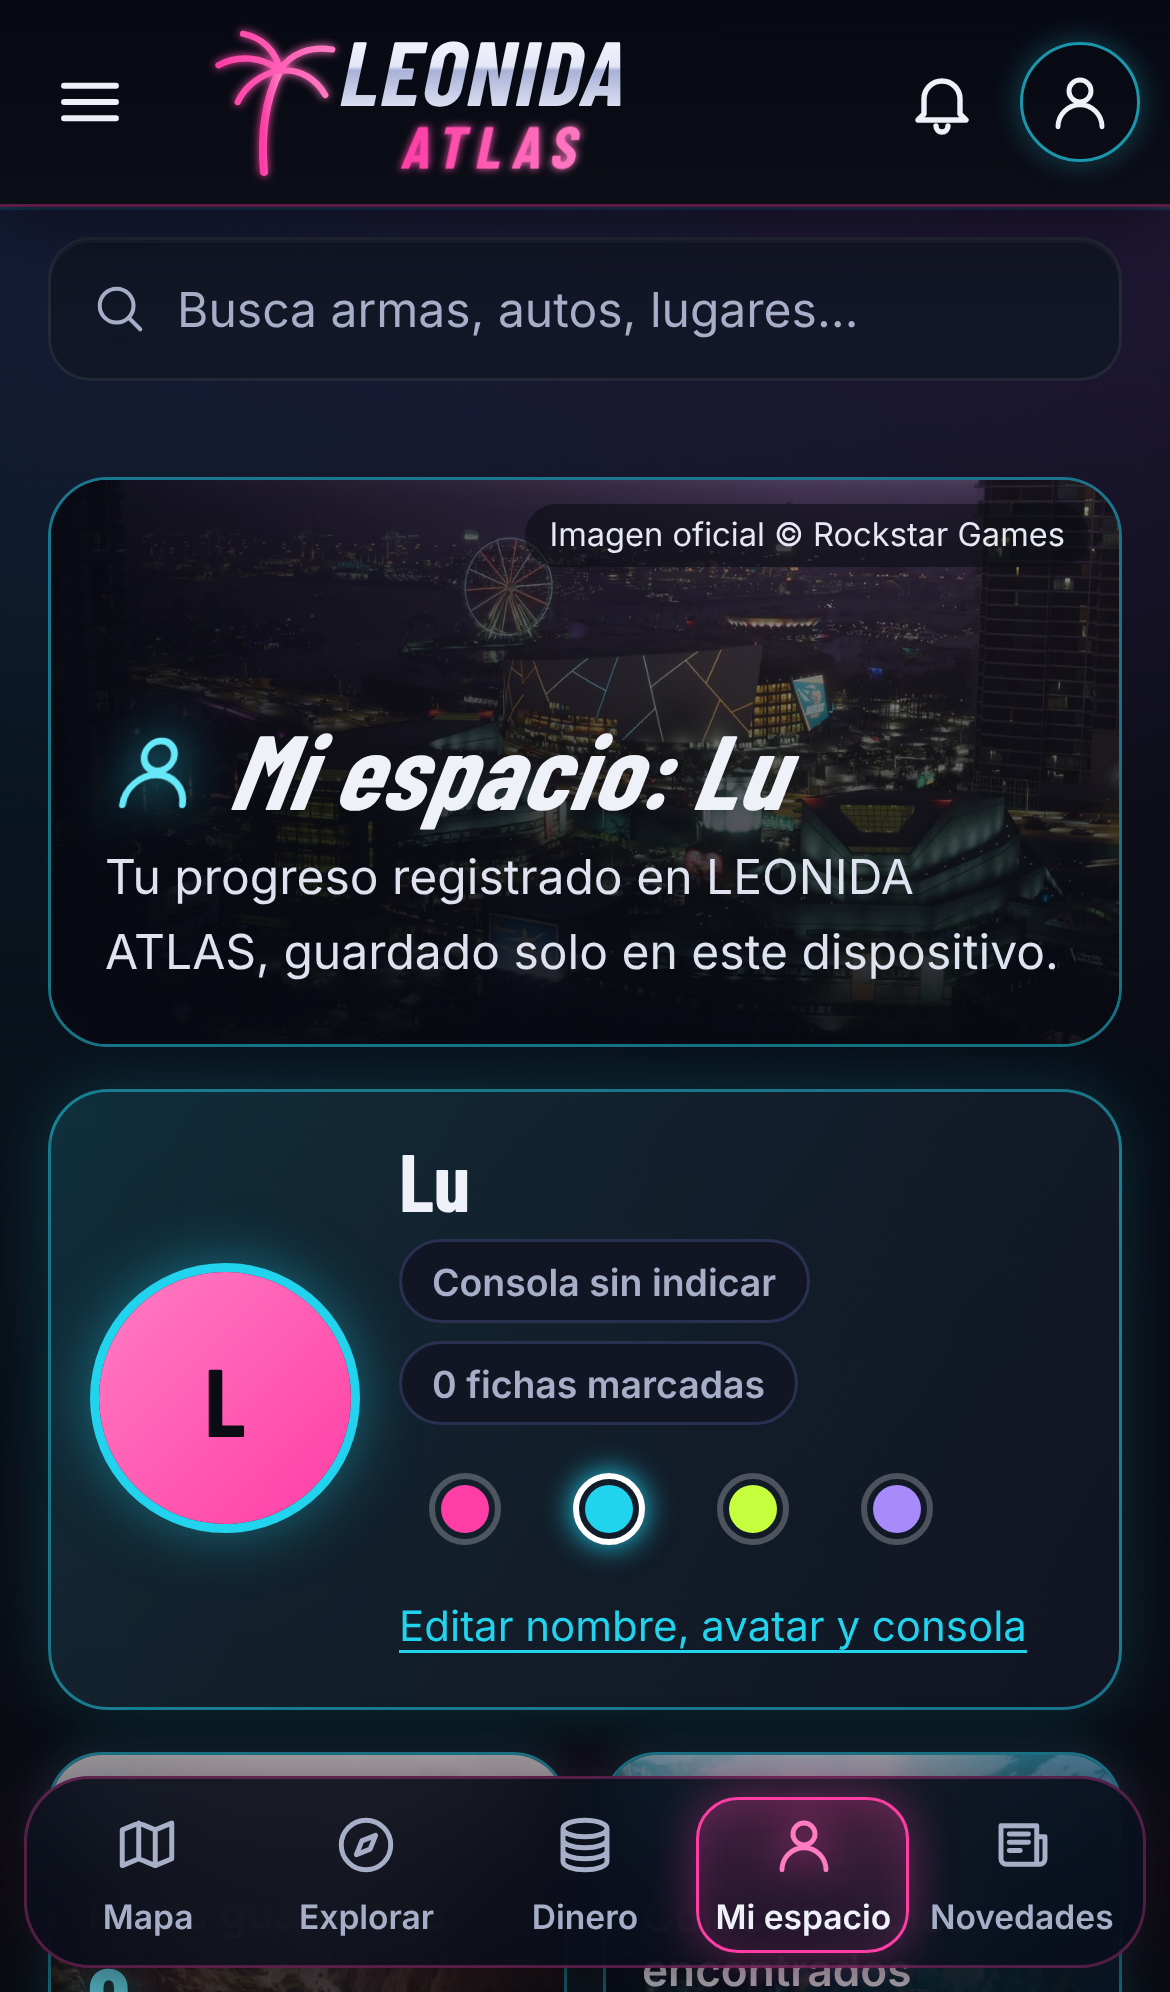 LEONIDA
ATLAS
Busca armas, autos, lugares...
Imagen oficial © Rockstar Games
Mi espacio: Lu
Tu progreso registrado en LEONIDA
ATLAS, guardado solo en este dispositivo.
Lu
Consola sin indicar
0 fichas marcadas
L
Editar nombre, avatar y consola
Mapa
Explorar
Dinero
Mi espacio
Novedades
encontrados